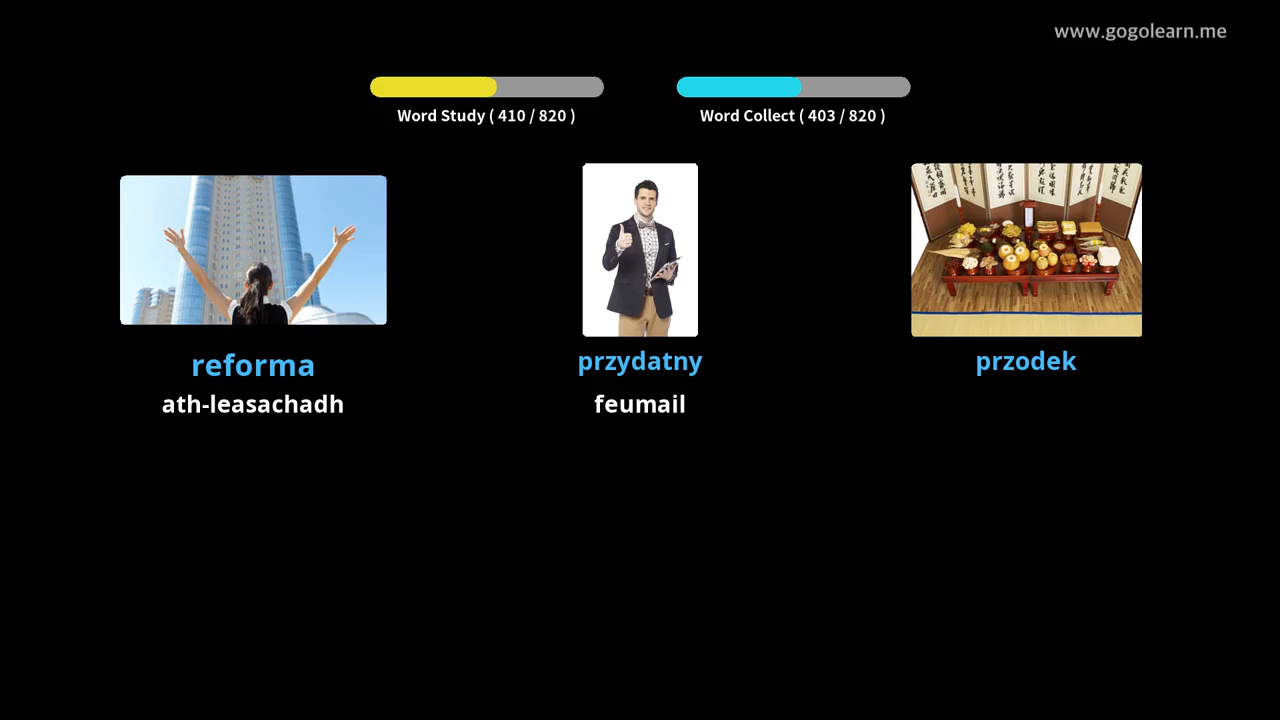 www.gogolearn.me
Word Study ( 410 / 820 )
Word Collect ( 403 / 820 )
reforma
przydatny
przodek
ath-leasachadh
feumail